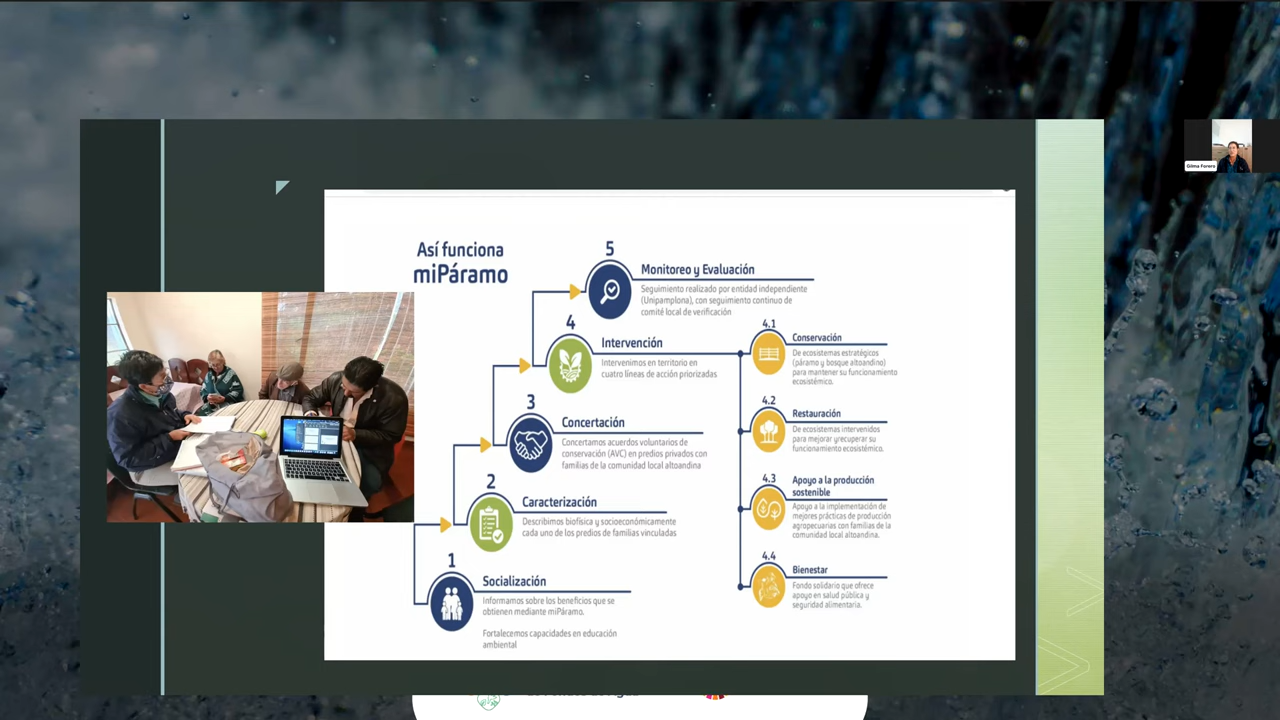 Así funciona
miPáramo
5
Monitoreo y Evaluación
Seguimiento realizado por entidad independiente
(Unipamplona), con seguimiento continuo de
comité local de verificación
4
Intervención
Intervenimos en territorio en
cuatro líneas de acción priorizadas
4.1
Conservación
De ecosistemas estratégicos
(páramo y bosque altoandino)
para mantener su funcionamiento
ecosistémico.
4.2
Restauración
De ecosistemas intervenidos
para mejorar y recuperar su
funcionamiento ecosistémico.
4.3
Apoyo a la producción
sostenible
Apoyo a la implementación de
mejores prácticas de producción
agropecuarias con familias de la
comunidad local altoandina.
4.4
Bienestar
Fondo solidario que ofrece
apoyo en salud pública y
seguridad alimentaria.
3
Concertación
Concertamos acuerdos voluntarios de
conservación (AVC) en predios privados con
familias de la comunidad local altoandina
2
Caracterización
Describimos biofísica y socioeconómicamente
cada uno de los predios de familias vinculadas
1
Socialización
Informamos sobre los beneficios que se
obtienen mediante miPáramo.
Fortalecemos capacidades en educación
ambiental
Gilma Forero